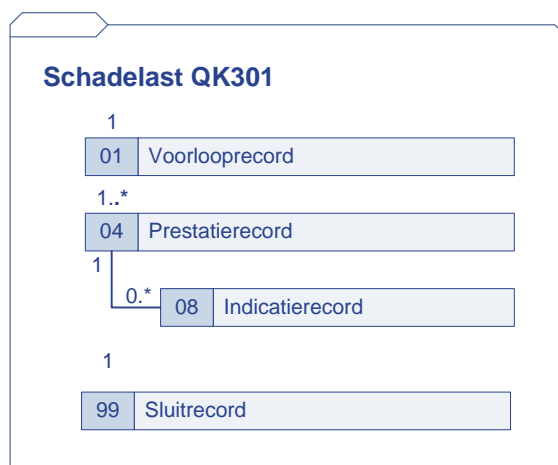 Schadelast QK301
1
01 Voorlooprecord
1..*
04 Prestatierecord
1
0.*
08 Indicatierecord
1
99 Sluitrecord